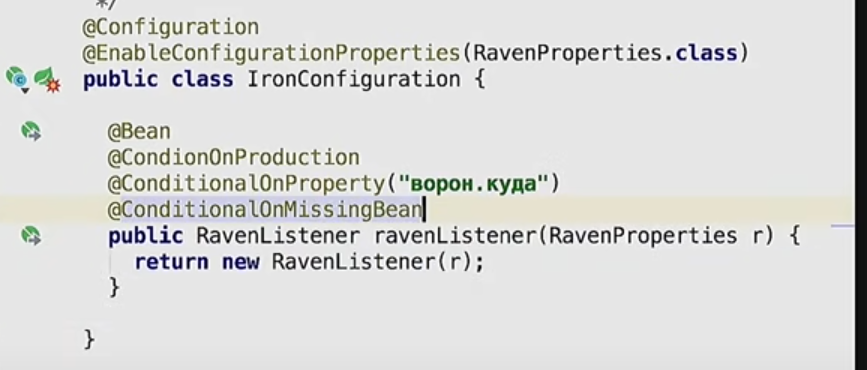 */
@Configuration
@EnableConfigurationProperties(RavenProperties.class)
public class IronConfiguration {
@Bean
@CondionOnProduction
@ConditionalOnProperty("ворон.куда")
@ConditionalOnMissingBean
public RavenListener ravenListener(RavenProperties r) {
return new RavenListener(r);
}
}